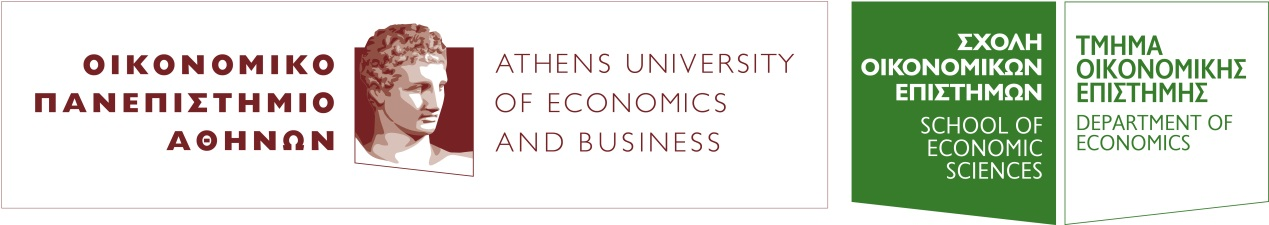 ΟΙΚΟΝΟΜΙΚΟ
ΠΑΝΕΠΙΣΤΗΜΙΟ
ΑΘΗΝΩΝ
ATHENS UNIVERSITY
OF ECONOMICS
AND BUSINESS
ΣΧΟΛΗ
ΟΙΚΟΝΟΜΙΚΩΝ
ΕΠΙΣΤΗΜΩΝ
SCHOOL OF
ECONOMIC
SCIENCES
ΤΜΗΜΑ
ΟΙΚΟΝΟΜΙΚΗΣ
ΕΠΙΣΤΗΜΗΣ
DEPARTMENT OF
ECONOMICS